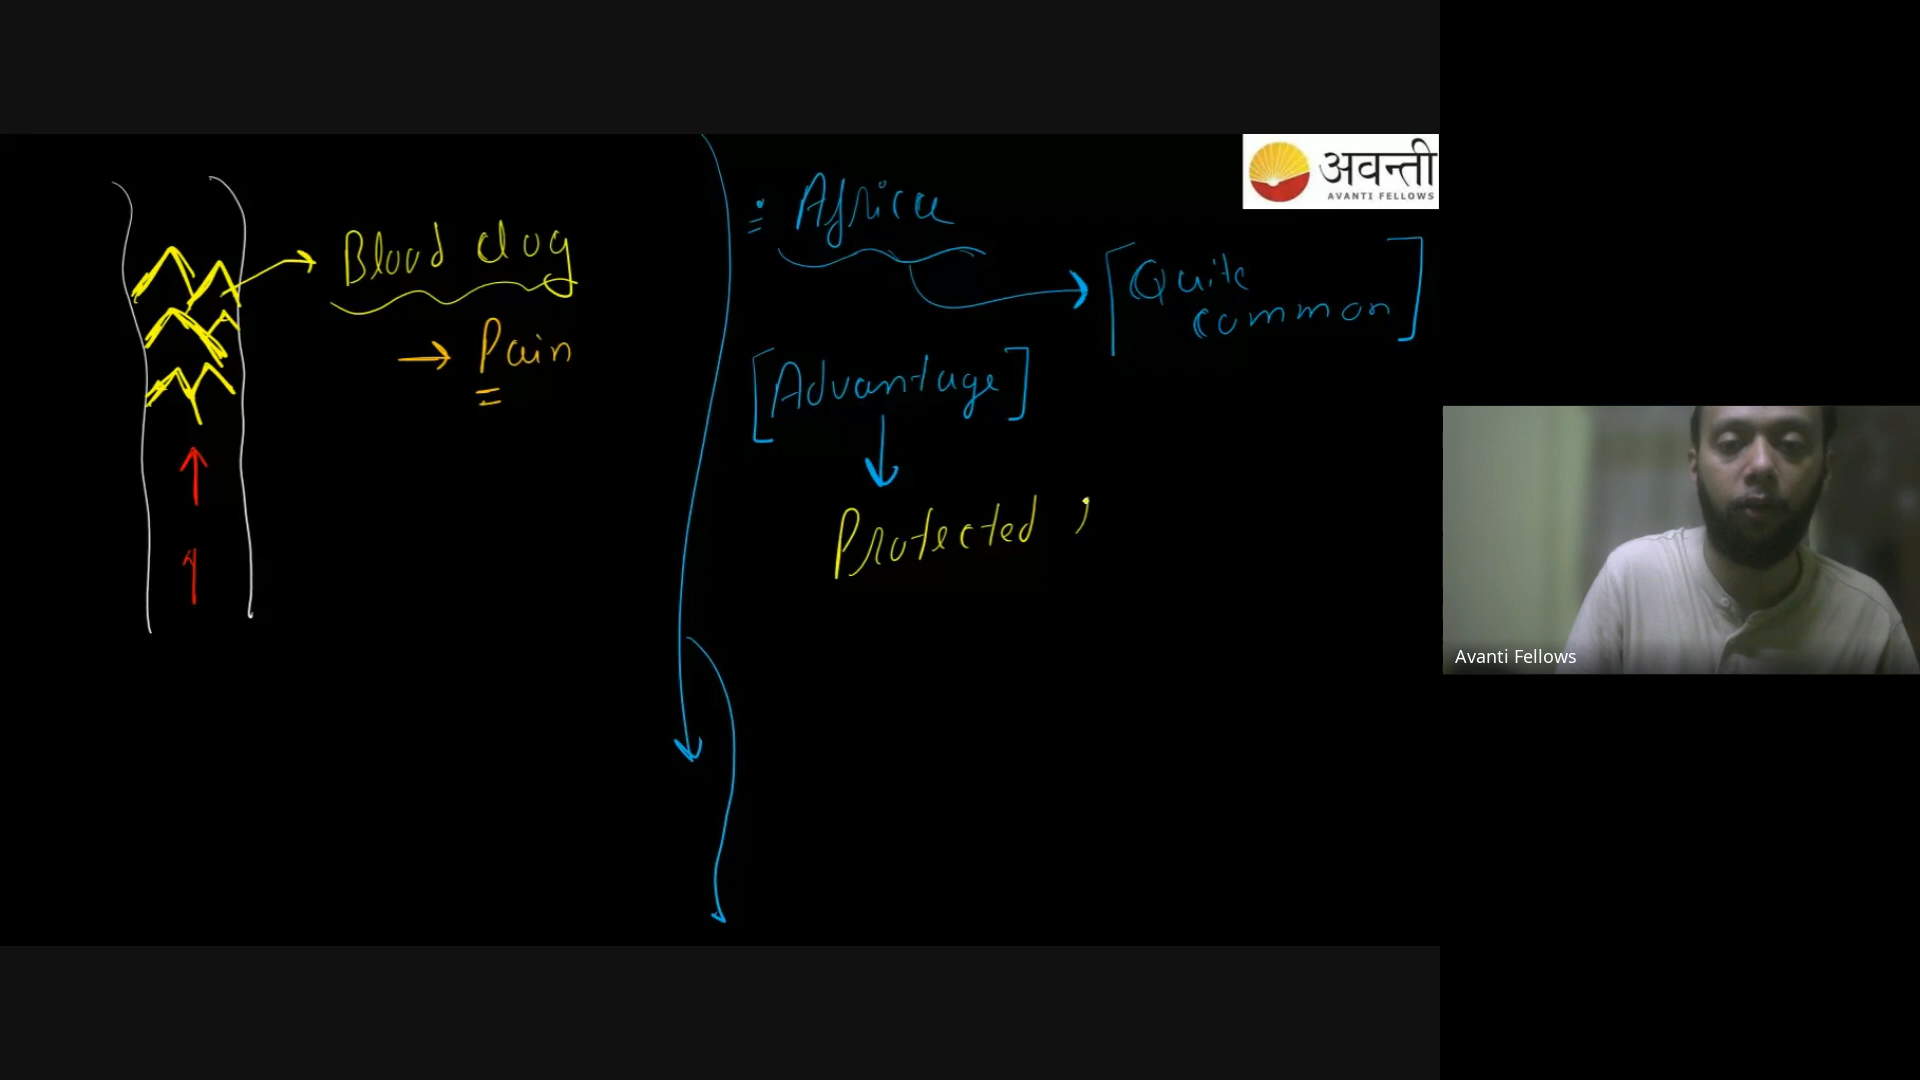 Blood clog
→ Pain
: Africa
[Quite
common]
[Advantage]
Protected ,
अवन्ती
AVANTI FELLOWS
Avanti Fellows